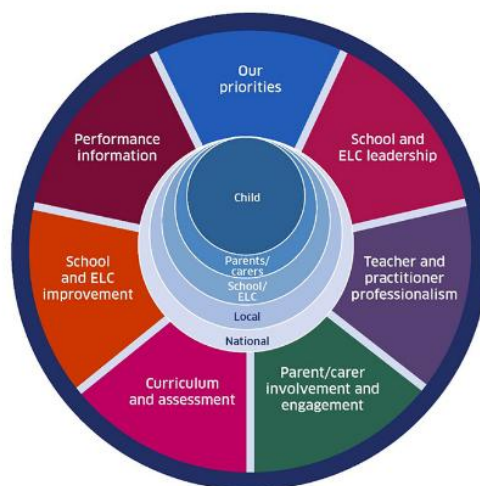 Our
priorities
School and
ELC leadership
Teacher and
practitioner
professionalism
Parent/carer
involvement and
engagement
Curriculum
and assessment
School
and ELC
improvement
Performance
information
Child
Parents/
carers
School/
ELC
Local
National